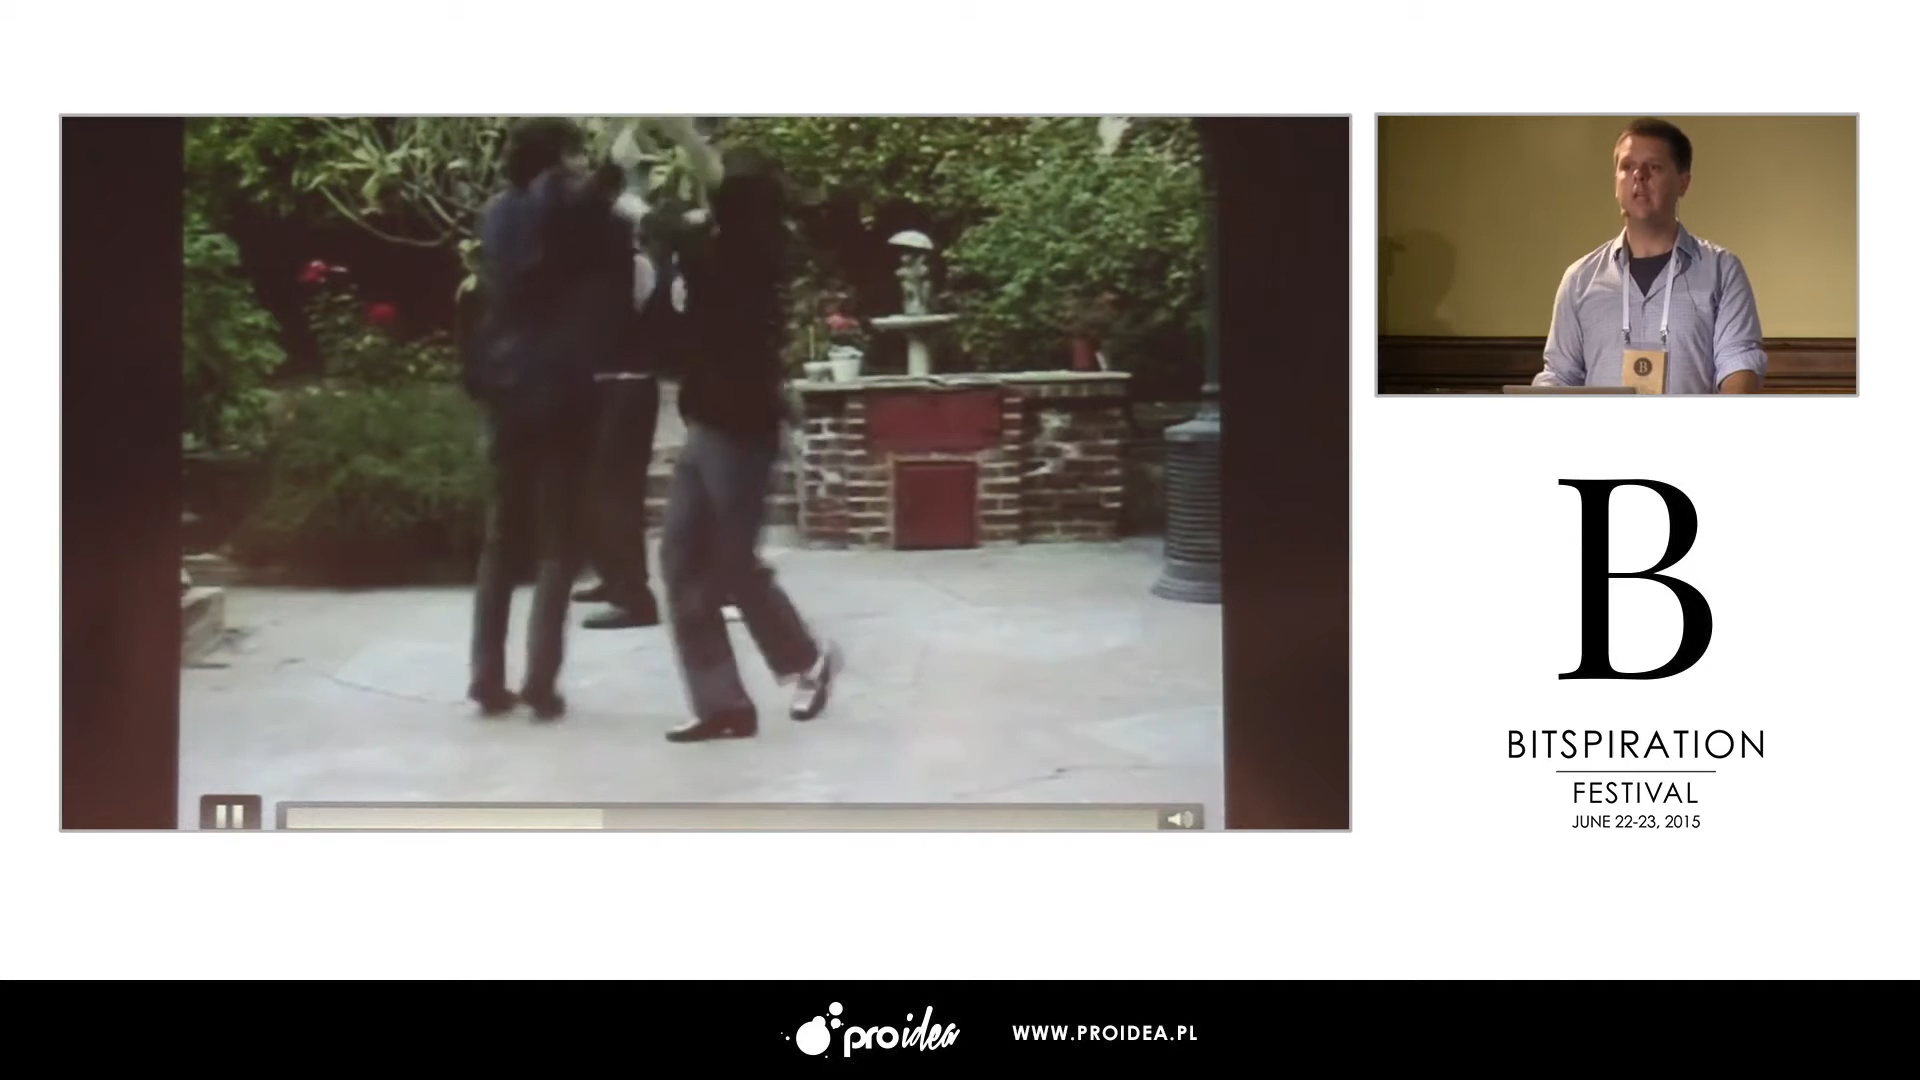 B
B
BITSPIRATION
FESTIVAL
JUNE 22-23, 2015
proidea
WWW.PROIDEA.PL